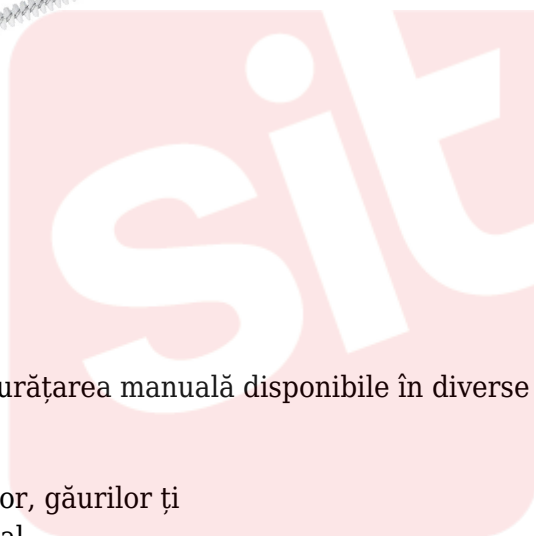 sit
urățarea manuală disponibile în diverse
or, găurilor ți